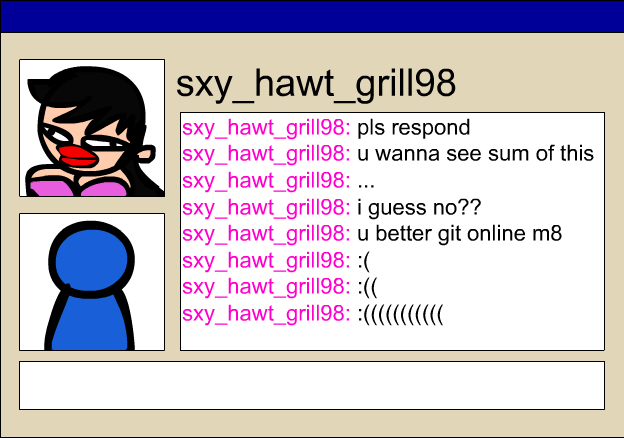 sxy_hawt_grill98
sxy_hawt_grill98: pls respond
sxy_hawt_grill98: u wanna see sum of this
sxy_hawt_grill98: ...
sxy_hawt_grill98: i guess no??
sxy_hawt_grill98: u better git online m8
sxy_hawt_grill98: :(
sxy_hawt_grill98: :((
sxy_hawt_grill98: :(((((((((((